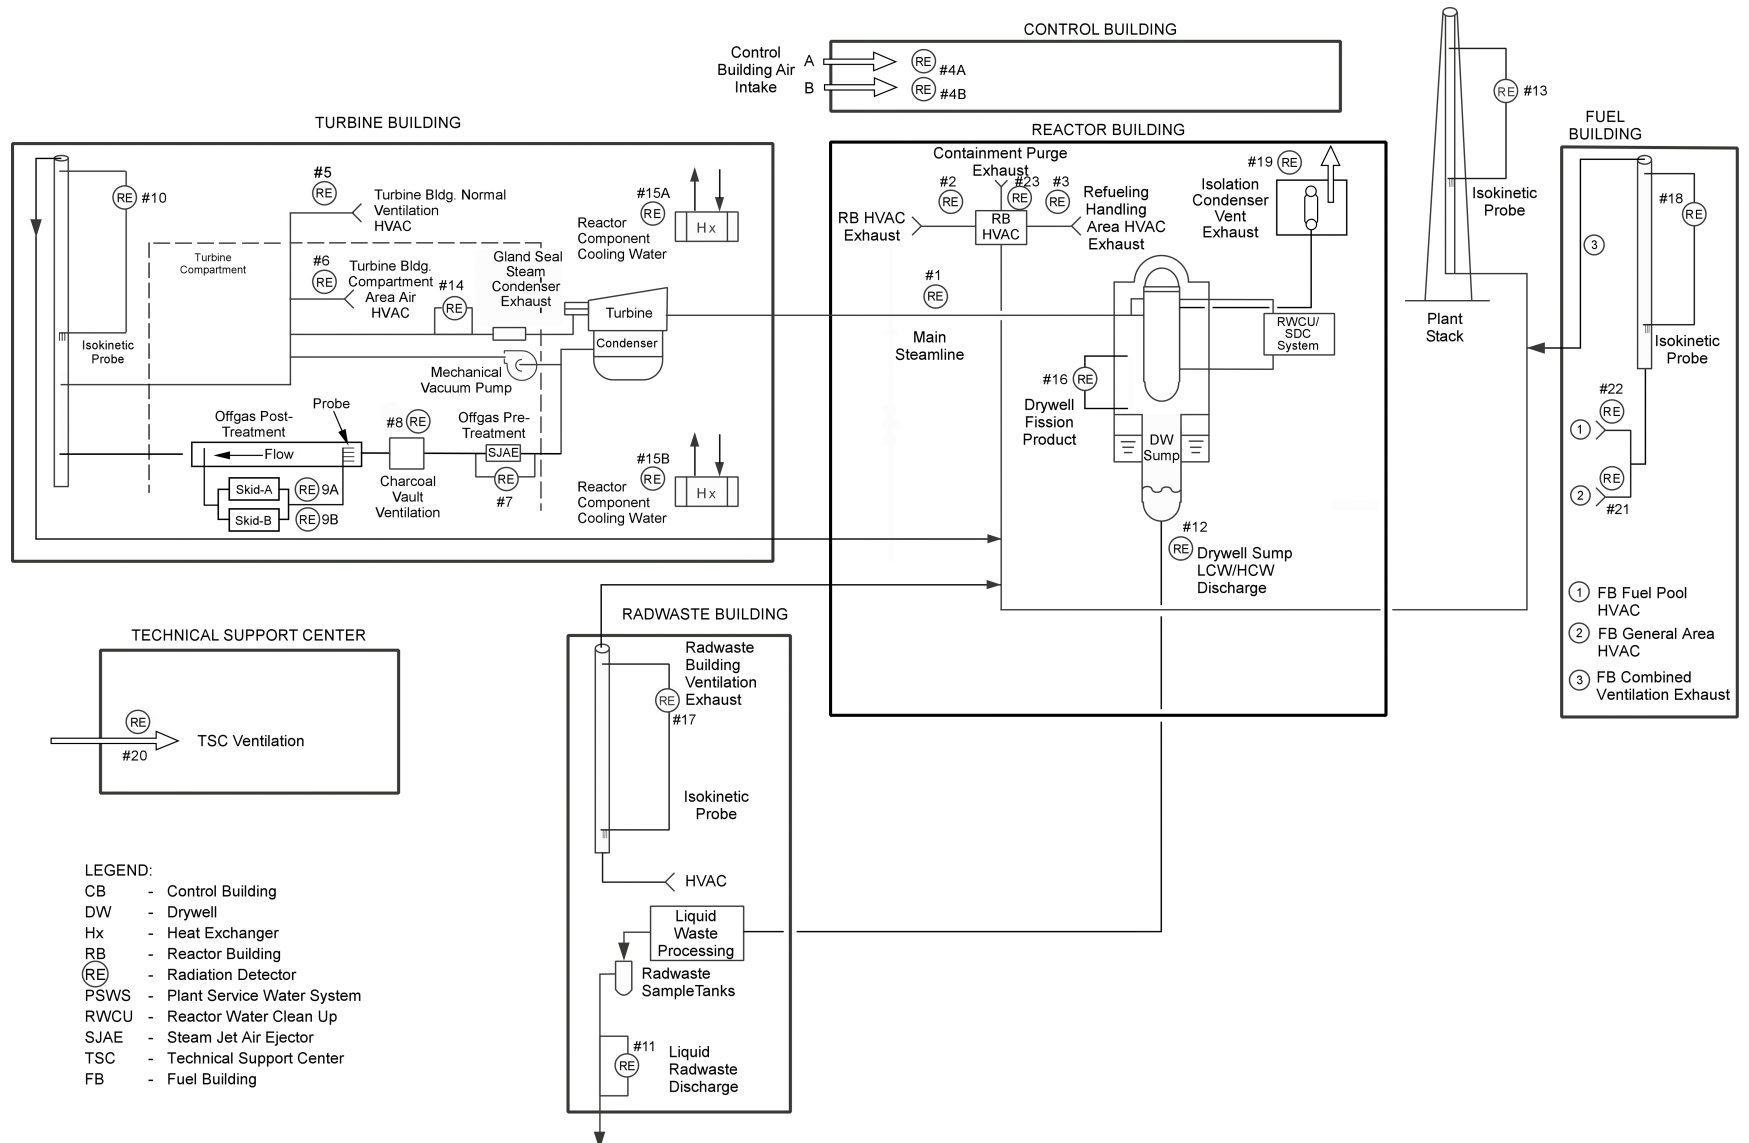 CONTROL BUILDING
Control
Building Air
Intake
A
B
RE
#4A
RE
#4B
RE
#13
Isokinetic
Probe
Plant
Stack
TURBINE BUILDING
RE
#10
Isokinetic
Probe
#5
RE
Turbine Bldg. Normal
Ventilation
HVAC
Turbine
Compartment
#6
RE
Turbine Bldg.
Compartment
Area Air
HVAC
#14
RE
Gland Seal
Steam
Condenser
Exhaust
Turbine
Condenser
Mechanical
Vacuum Pump
#15A
RE
Reactor
Component
Cooling Water
Hx
Probe
Offgas Post-
Treatment
Flow
Skid-A
RE
9A
Skid-B
RE
9B
#8
RE
Charcoal
Vault
Ventilation
Offgas Pre-
Treatment
SJAE
RE
#7
#15B
RE
Reactor
Component
Cooling Water
Hx
REACTOR BUILDING
Containment Purge
Exhaust
#2
RE
#23
RE
#3
RE
RB HVAC
Exhaust
RB
HVAC
Refueling
Handling
Area HVAC
Exhaust
#19
RE
Isolation
Condenser
Vent
Exhaust
#1
RE
Main
Steamline
RWCU/
SDC
System
#16
RE
Drywell
Fission
Product
DW
Sump
#12
RE
Drywell Sump
LCW/HCW
Discharge
FUEL
BUILDING
#18
RE
3
Isokinetic
Probe
#22
RE
1
RE
2
#21
1
FB Fuel Pool
HVAC
2
FB General Area
HVAC
3
FB Combined
Ventilation Exhaust
TECHNICAL SUPPORT CENTER
RE
#20
TSC Ventilation
RADWASTE BUILDING
Radwaste
Building
Ventilation
Exhaust
RE
#17
Isokinetic
Probe
HVAC
Liquid
Waste
Processing
Radwaste
SampleTanks
#11
RE
Liquid
Radwaste
Discharge
LEGEND:
CB - Control Building
DW - Drywell
Hx - Heat Exchanger
RB - Reactor Building
RE - Radiation Detector
PSWS - Plant Service Water System
RWCU - Reactor Water Clean Up
SJAE - Steam Jet Air Ejector
TSC - Technical Support Center
FB - Fuel Building